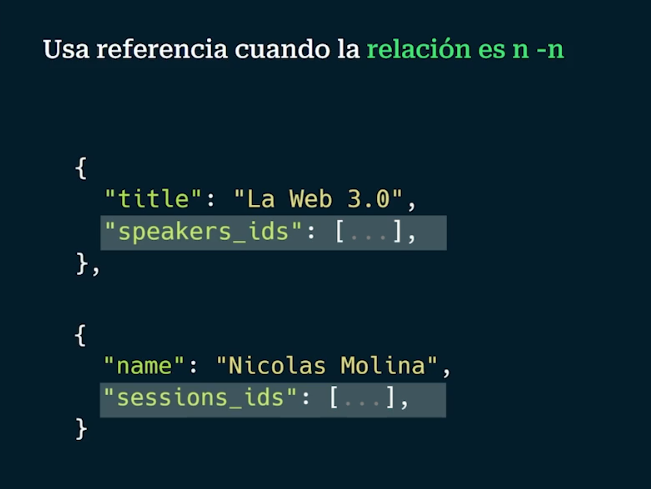 Usa referencia cuando la relación es n -n
{
"title": "La Web 3.0",
"speakers_ids": [...],
},
{
"name": "Nicolas Molina",
"sessions_ids": [...],
}